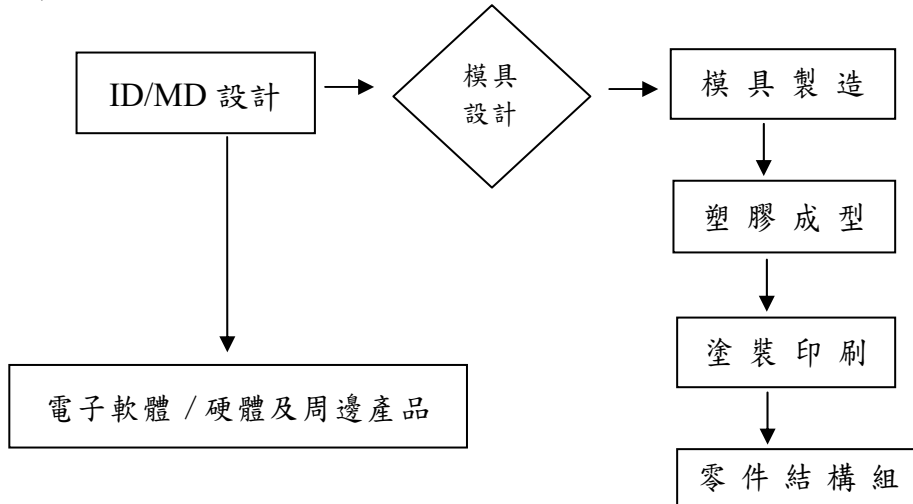 ID/MD 設計
模具
設計
模 具 製 造
塑 膠 成 型
塗 裝 印 刷
電子軟體 / 硬體及周邊產品
零 件 結 構 組